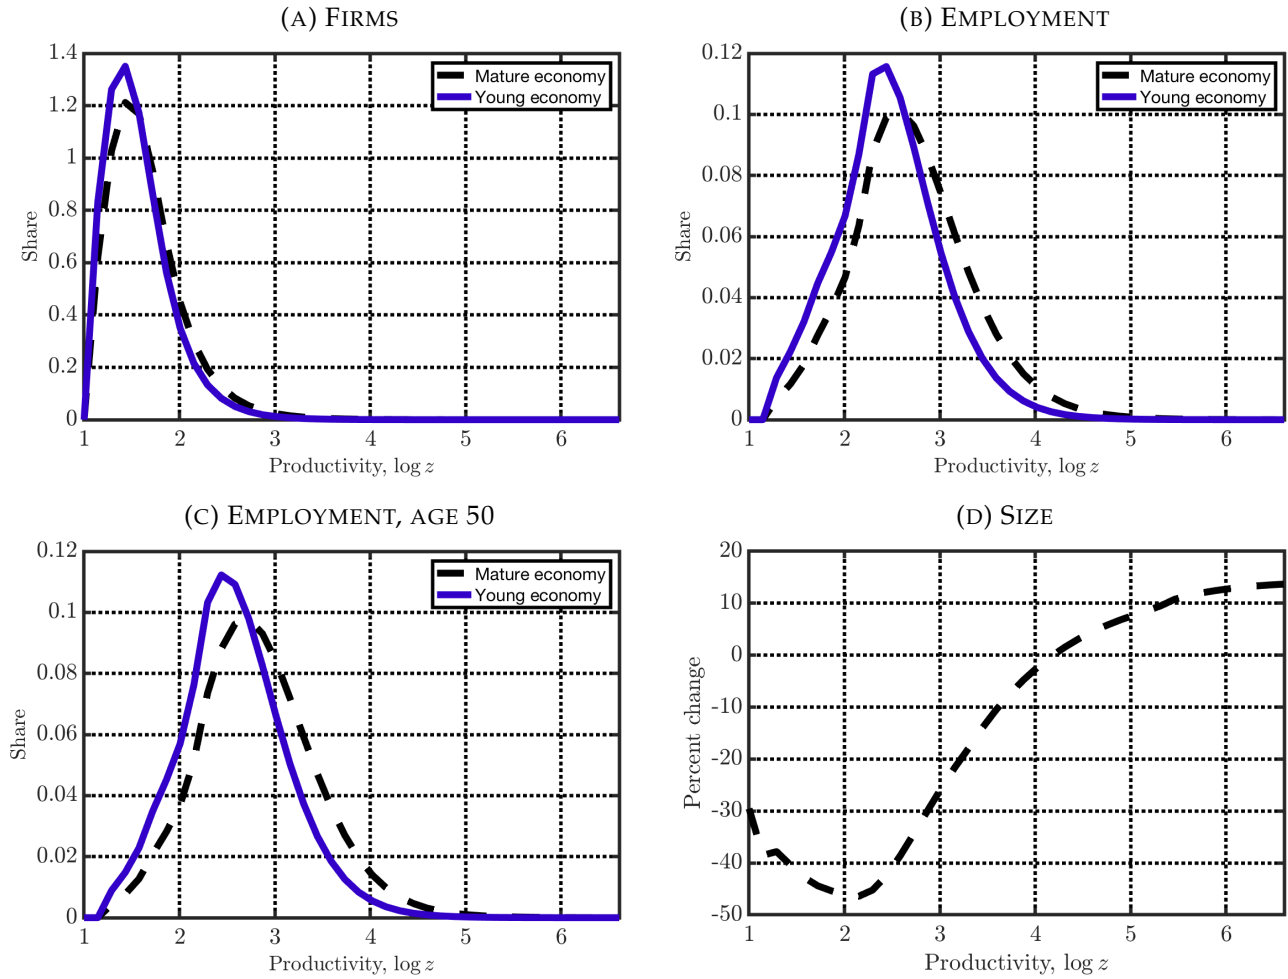 (A) FIRMS
1.4
1.2
1
0.8
0.6
0.4
0.2
0
Share
Mature economy
Young economy
1 2 3 4 5 6
Productivity, log z
(B) EMPLOYMENT
0.12
0.1
0.08
0.06
0.04
0.02
0
Share
Mature economy
Young economy
1 2 3 4 5 6
Productivity, log z
(C) EMPLOYMENT, AGE 50
0.12
0.1
0.08
0.06
0.04
0.02
0
Share
Mature economy
Young economy
1 2 3 4 5 6
Productivity, log z
(D) SIZE
20
10
0
-10
-20
-30
-40
-50
Percent change
1 2 3 4 5 6
Productivity, log z